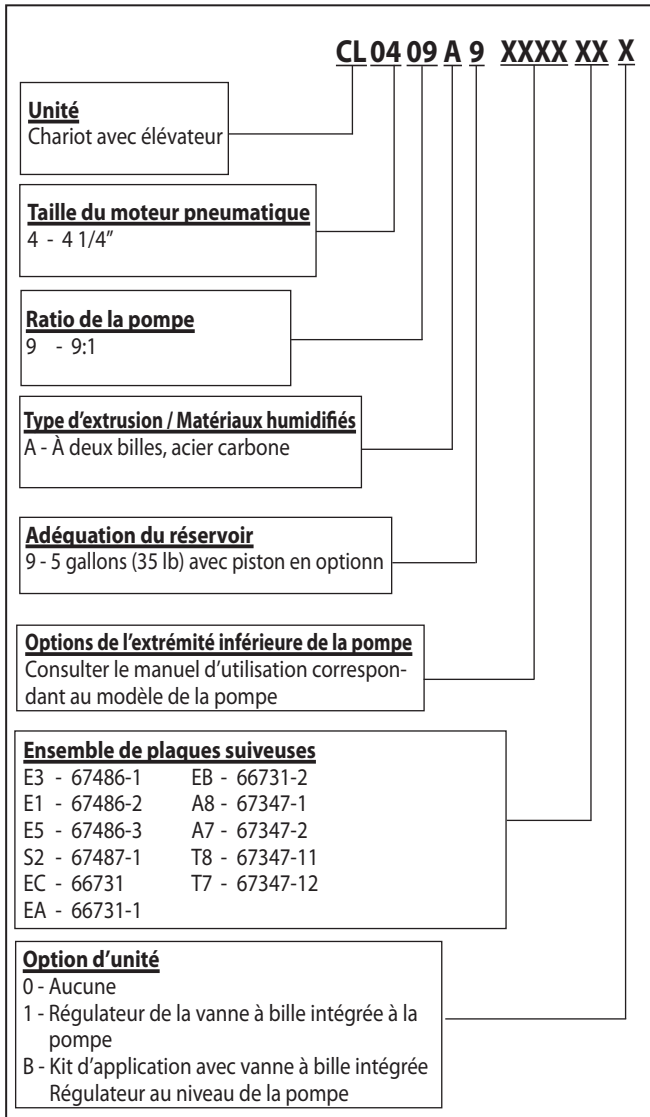 CL 04 09 A 9 XXXX XX X
Unité
Chariot avec élévateur
Taille du moteur pneumatique
4 - 4 1/4”
Ratio de la pompe
9 - 9:1
Type d’extrusion / Matériaux humidifiés
A - À deux billes, acier carbone
Adéquation du réservoir
9 - 5 gallons (35 lb) avec piston en optionn
Options de l’extrémité inférieure de la pompe
Consulter le manuel d’utilisation correspon-
dant au modèle de la pompe
Ensemble de plaques suiveuses
E3 - 67486-1 EB - 66731-2
E1 - 67486-2 A8 - 67347-1
E5 - 67486-3 A7 - 67347-2
S2 - 67487-1 T8 - 67347-11
EC - 66731 T7 - 67347-12
EA - 66731-1
Option d’unité
0 - Aucune
1 - Régulateur de la vanne à bille intégrée à la
pompe
B - Kit d’application avec vanne à bille intégrée
Régulateur au niveau de la pompe